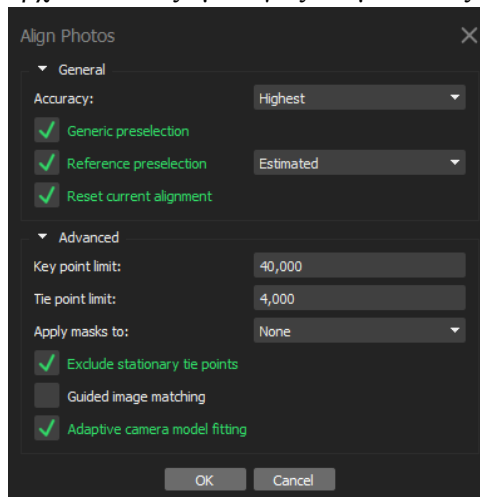 Align Photos
General
Accuracy: Highest
Generic preselection
Reference preselection Estimated
Reset current alignment
Advanced
Key point limit: 40,000
Tie point limit: 4,000
Apply masks to: None
Exclude stationary tie points
Guided image matching
Adaptive camera model fitting
OK Cancel